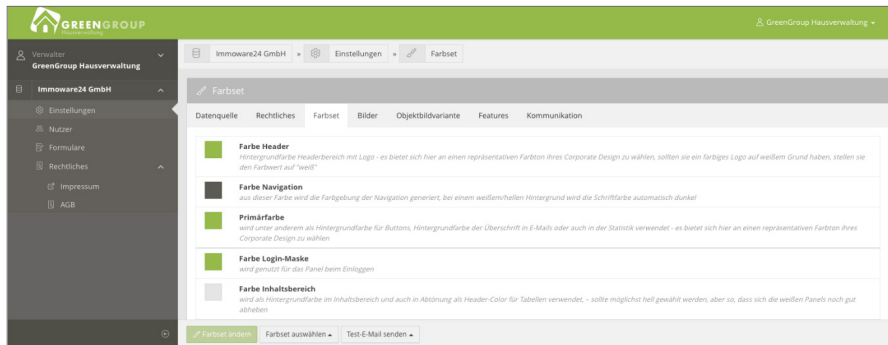 GREENGROUP
Hausverwaltung
GreenGroup Hausverwaltung
Verwalter
GreenGroup Hausverwaltung
Immoware24 GmbH
Einstellungen
Nutzer
Formulare
Rechtliches
Impressum
AGB
Immoware24 GmbH » Einstellungen » Farbset
Farbset
Datenquelle Rechtliches Farbset Bilder Objektbildvariante Features Kommunikation
Farbe Header
Hintergrundfarbe Headerbereich mit Logo - es bietet sich hier an einen repräsentativen Farbton ihres Corporate Design zu wählen, sollten sie ein farbiges Logo auf weißem Grund haben, stellen sie
den Farbwert auf "weiß"
Farbe Navigation
aus dieser Farbe wird die Farbgebung der Navigation generiert, bei einem weißem/hellen Hintergrund wird die Schriftfarbe automatisch dunkel
Primärfarbe
wird unter anderem als Hintergrundfarbe für Buttons, Hintergrundfarbe der Überschrift in E-Mails oder auch in der Statistik verwendet - es bietet sich hier an einen repräsentativen Farbton ihres
Corporate Design zu wählen
Farbe Login-Maske
wird genutzt für das Panel beim Einloggen
Farbe Inhaltsbereich
wird als Hintergrundfarbe im Inhaltsbereich und auch in Abtönung als Header-Color für Tabellen verwendet, – sollte möglichst hell gewählt werden, aber so, dass sich die weißen Panels noch gut
abheben
Farbset ändern Farbset auswählen Test-E-Mail senden